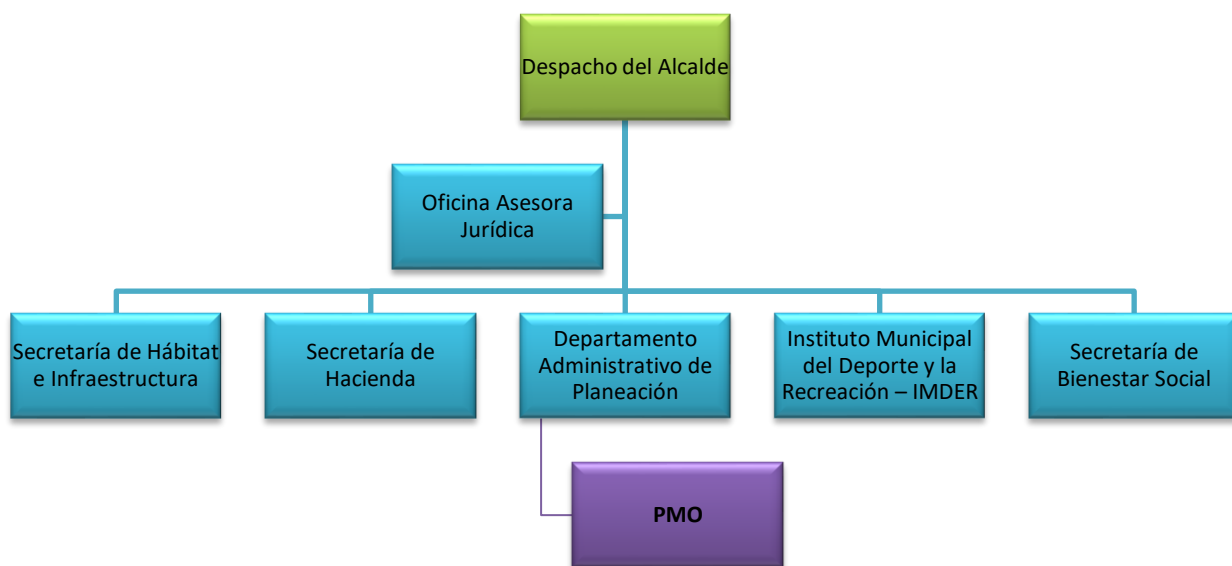 Despacho del Alcalde
Oficina Asesora
Jurídica
Secretaría de Hábitat
e Infraestructura
Secretaría de
Hacienda
Departamento
Administrativo de
Planeación
Instituto Municipal
del Deporte y la
Recreación – IMDER
Secretaría de
Bienestar Social
PMO